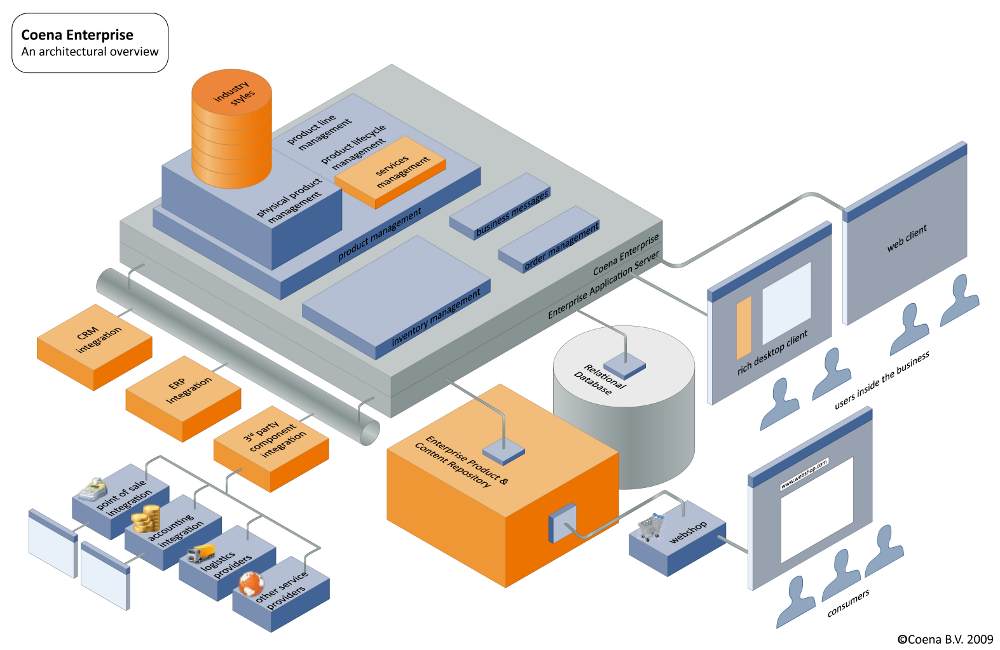 Coena Enterprise
An architectural overview
industry
styles
product line
management
product lifecycle
management
services
management
physical product
management
product management
business messages
order management
inventory management
Coena Enterprise
Enterprise Application Server
web client
rich desktop client
users inside the business
CRM
integration
ERP
Integration
3rd party
component
integration
Relational
Database
Enterprise Product &
Content Repository
point of sale
integration
accounting
integration
logistics
providers
other service
providers
webshop
www.webshop.com
consumers
©Coena B.V. 2009